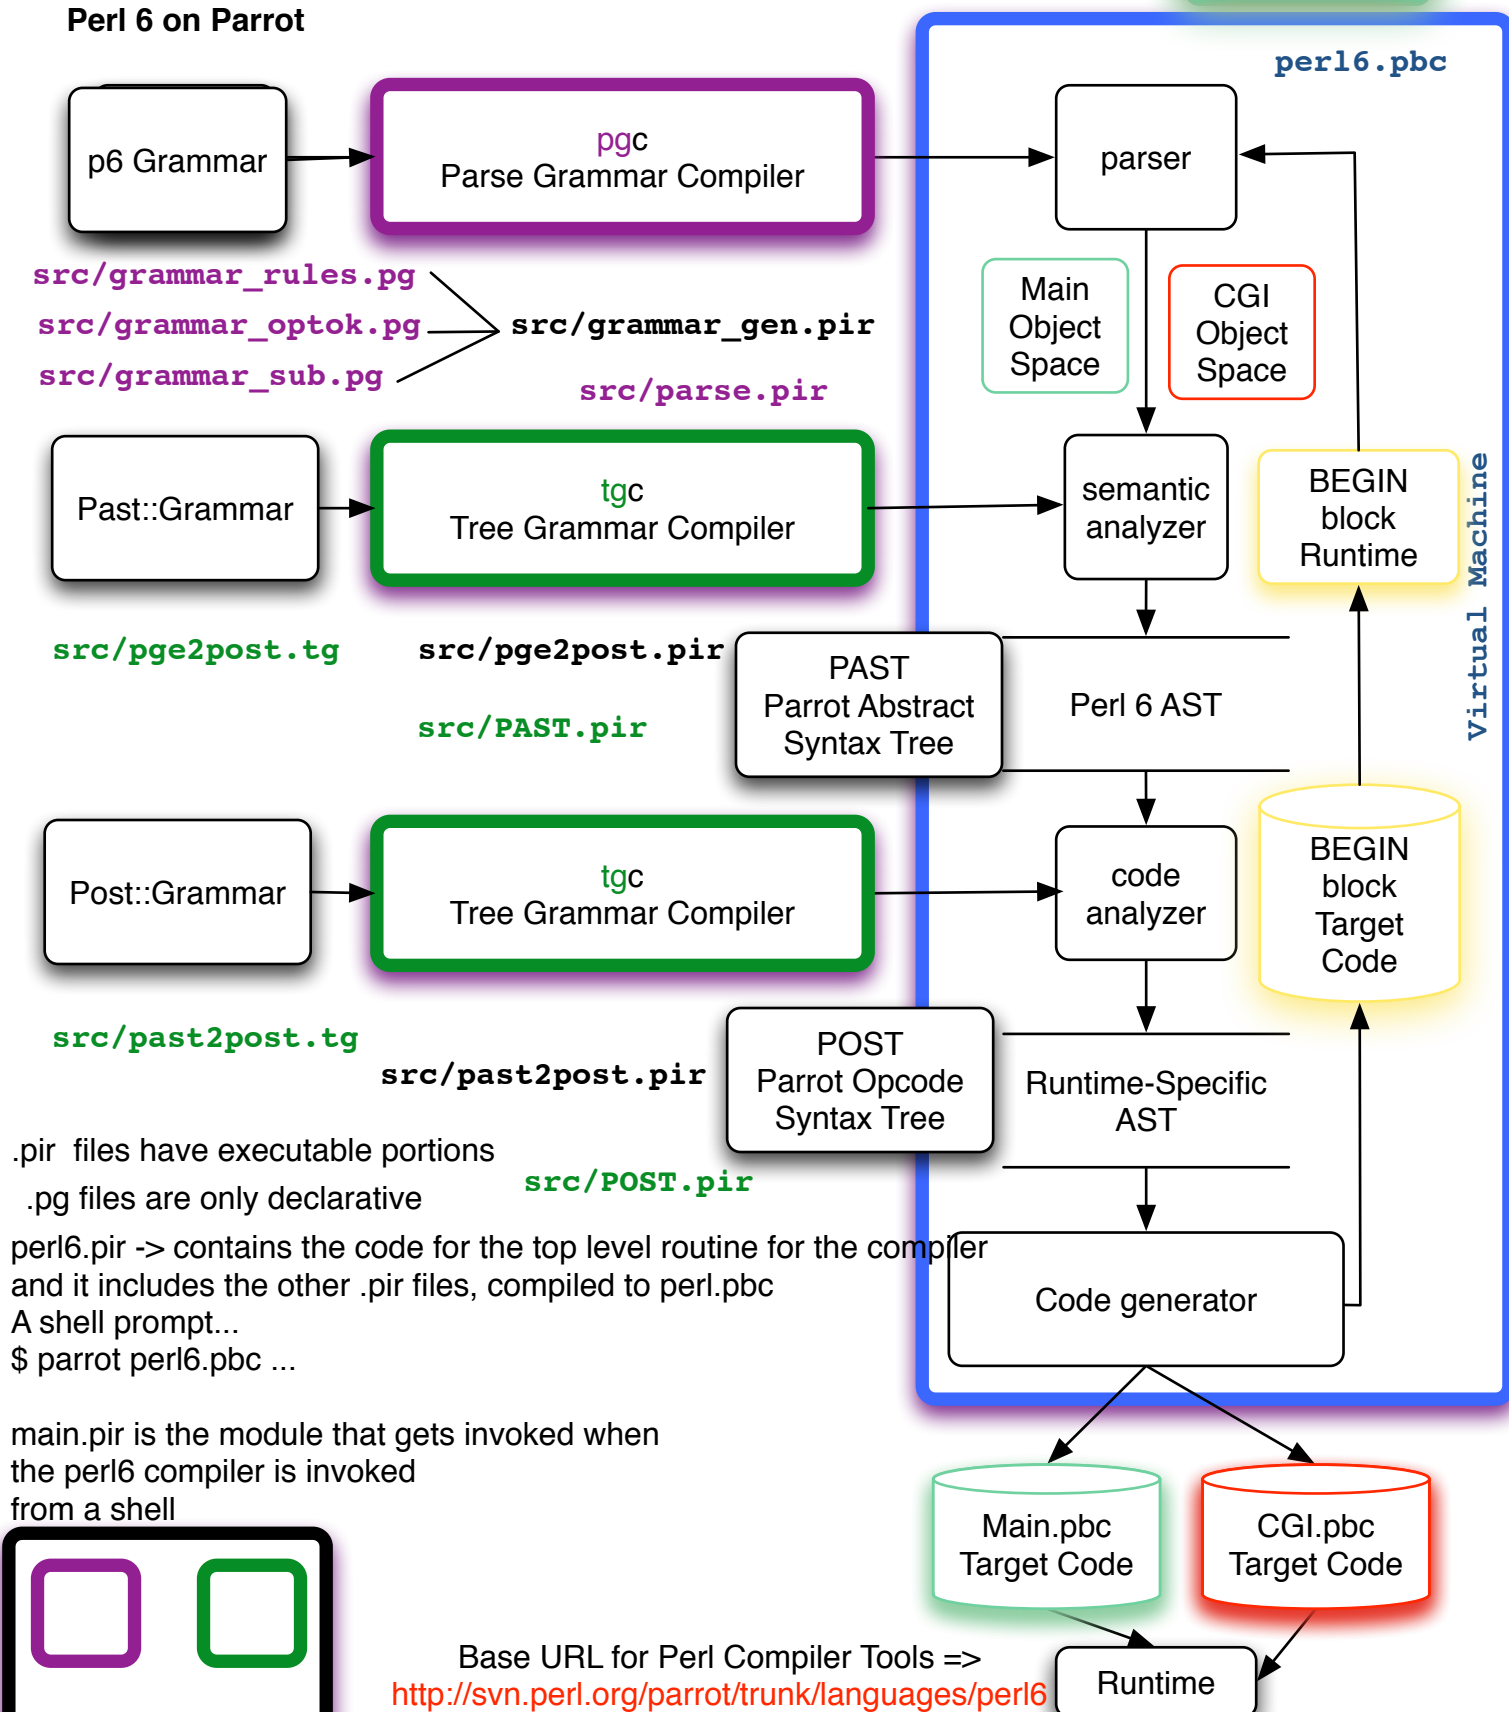 Perl 6 on Parrot
perl6.pbc
p6 Grammar
pgc
Parse Grammar Compiler
parser
src/grammar_rules.pg
src/grammar_optok.pg
src/grammar_sub.pg
src/grammar_gen.pir
src/parse.pir
Main
Object
Space
CGI
Object
Space
Past::Grammar
tgc
Tree Grammar Compiler
semantic
analyzer
BEGIN
block
Runtime
Virtual Machine
src/pge2post.tg
src/pge2post.pir
src/PAST.pir
PAST
Parrot Abstract
Syntax Tree
Perl 6 AST
Post::Grammar
tgc
Tree Grammar Compiler
code
analyzer
BEGIN
block
Target
Code
src/past2post.tg
src/past2post.pir
POST
Parrot Opcode
Syntax Tree
Runtime-Specific
AST
.pir files have executable portions
.pg files are only declarative
src/POST.pir
perl6.pir -> contains the code for the top level routine for the compiler
and it includes the other .pir files, compiled to perl.pbc
A shell prompt...
$ parrot perl6.pbc ...
Code generator
main.pir is the module that gets invoked when
the perl6 compiler is invoked
from a shell
Main.pbc
Target Code
CGI.pbc
Target Code
Base URL for Perl Compiler Tools =>
http://svn.perl.org/parrot/trunk/languages/perl6
Runtime